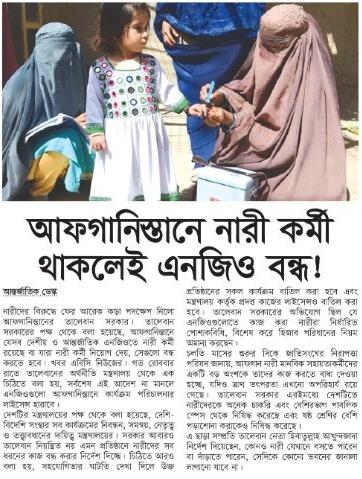 আফগানিস্তানে নারী কর্মী
থাকলেই এনজিও বন্ধ!
আন্তর্জাতিক ডেস্ক
নারীদের বিরুদ্ধে ফের আরেক কড়া পদক্ষেপ নিলো
আফগানিস্তানের তালেবান সরকার। তালেবান
সরকারের পক্ষ থেকে বলা হয়েছে, আফগানিস্তানে
যেসব দেশীয় ও আন্তর্জাতিক এনজিওতে নারী কর্মী
রয়েছে বা যারা নারী কর্মী নিয়োগ দেয়, সেগুলো বন্ধ
করতে হবে। খবর এবিসি নিউজের। গত রোববার
রাতে তালেবানের অর্থনীতি মন্ত্রণালয় থেকে এক
চিঠিতে বলা হয়, সর্বশেষ এই আদেশ না মানলে
এনজিওগুলো আফগানিস্তানে কার্যক্রম পরিচালনার
লাইসেন্স হারাবে।
দেশটির মন্ত্রণালয়ের পক্ষ থেকে বলা হয়েছে, দেশি-
বিদেশি সংস্থার সব কার্যক্রমের নিবন্ধন, সমন্বয়, নেতৃত্ব
ও তত্ত্বাবধানের দায়িত্ব মন্ত্রণালয়ের। সরকার আবারও
তালেবান নিয়ন্ত্রিত নয় এমন প্রতিষ্ঠানে নারীদের সব
ধরনের কাজ বন্ধ করার নির্দেশ দিচ্ছে। চিঠিতে আরও
বলা হয়, সহযোগিতার ঘাটতি দেখা দিলে উক্ত
প্রতিষ্ঠানের সকল কার্যক্রম বাতিল করা হবে এবং
মন্ত্রণালয় কর্তৃক প্রদত্ত কাজের লাইসেন্সও বাতিল করা
হবে। তালেবান সরকারের অভিযোগ ছিল যে
এনজিওগুলোতে কাজ করা নারীরা নির্ধারিত
পোশাকবিধি, বিশেষ করে হিজাব পরিধানের নিয়ম
অমান্য করছেন।
চলতি মাসের শুরুর দিকে জাতিসংঘের নিরাপত্তা
পরিষদ জানায়, আফগান নারী মানবিক সহায়তাকর্মীদের
একটি বড় অংশকে তাদের কাজ করতে বাধা দেওয়া
হচ্ছে, যদিও ত্রাণ তৎপরতা এখনো অপরিহার্য রয়ে
গেছে। তালেবান সরকার এরইমধ্যে দেশটিতে
নারীদেরকে অনেক চাকরি এবং বেশিরভাগ পাবলিক
স্পেস থেকে নিষিদ্ধ করেছে এবং ষষ্ঠ শ্রেণির বেশি
পড়াশোনা করাকেও নিষিদ্ধ করেছে।
এ ছাড়া সম্প্রতি তালেবান নেতা হিবাতুল্লাহ আখুন্দজাদা
নির্দেশ দিয়েছেন, কোনও নারী যেখানে বসতে পারেন
বা দাঁড়াতে পারেন, সেদিকে কোনো ভবনের জানালা
লাগানো যাবে না।